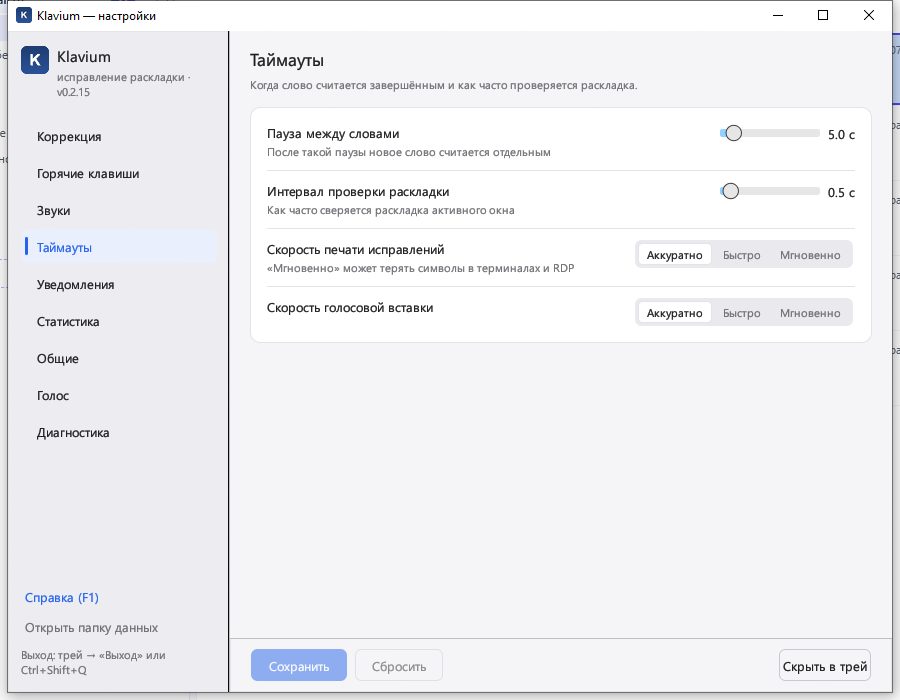 Klavium — настройки
K Klavium
исправление раскладки ·
v0.2.15
Коррекция
Горячие клавиши
Звуки
Таймауты
Уведомления
Статистика
Общие
Голос
Диагностика
Справка (F1)
Открыть папку данных
Выход: трей → «Выход» или
Ctrl+Shift+Q
Таймауты
Когда слово считается завершённым и как часто проверяется раскладка.
Пауза между словами 5.0 с
После такой паузы новое слово считается отдельным
Интервал проверки раскладки 0.5 с
Как часто сверяется раскладка активного окна
Скорость печати исправлений Аккуратно Быстро Мгновенно
«Мгновенно» может терять символы в терминалах и RDP
Скорость голосовой вставки Аккуратно Быстро Мгновенно
Сохранить Сбросить Скрыть в трей